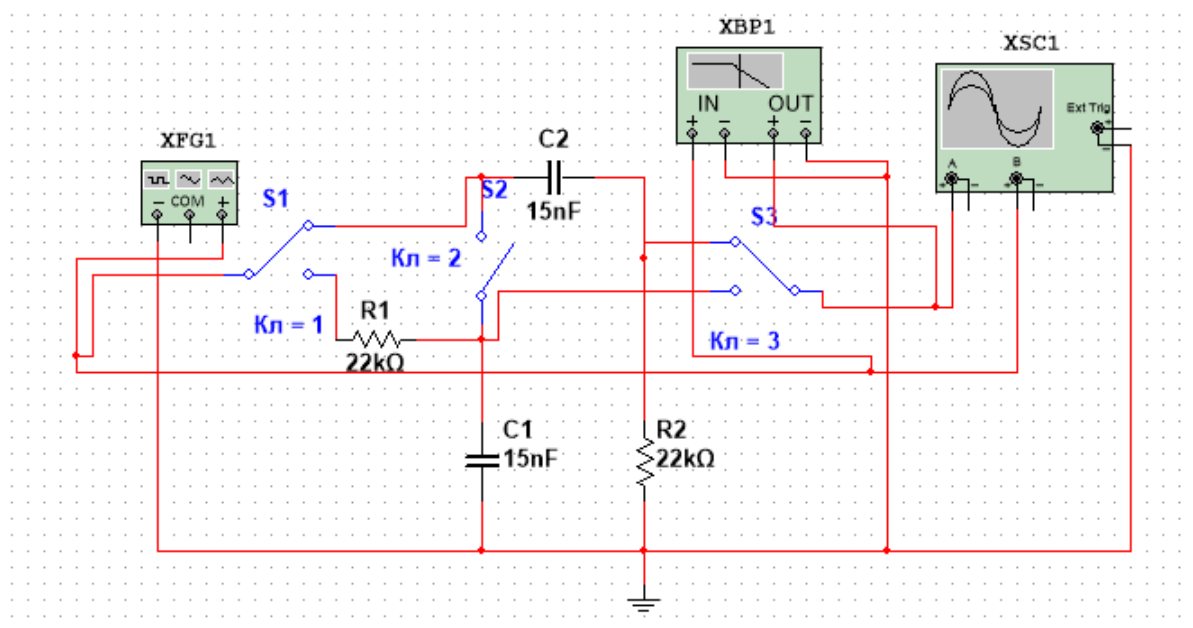 XBP1
XSC1
IN OUT
+ − + −
Ext Trig
+
−
A
B
+ − + −
XFG1
− COM +
S1
C2
15nF
S2
S3
Кл = 2
Кл = 1
R1
22kΩ
Кл = 3
C1
15nF
R2
22kΩ